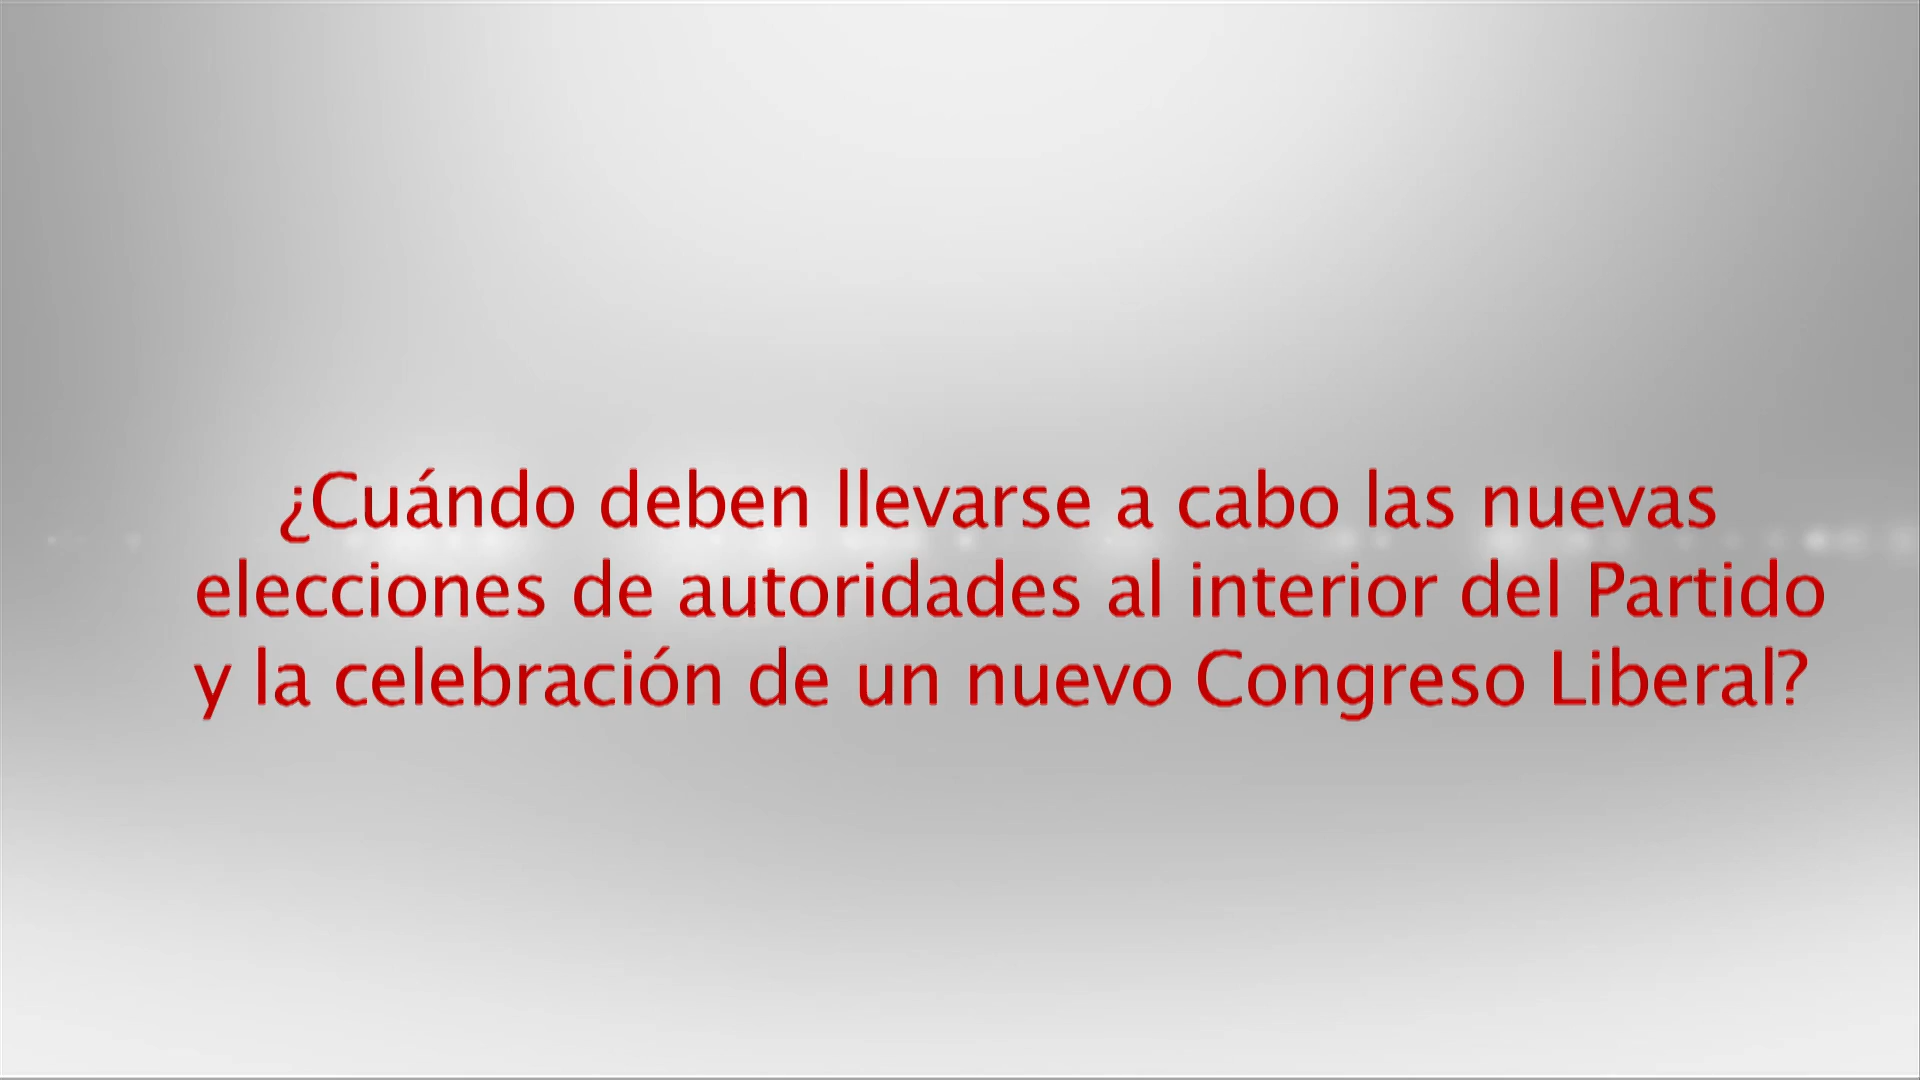 ¿Cuándo deben llevarse a cabo las nuevas
elecciones de autoridades al interior del Partido
y la celebración de un nuevo Congreso Liberal?